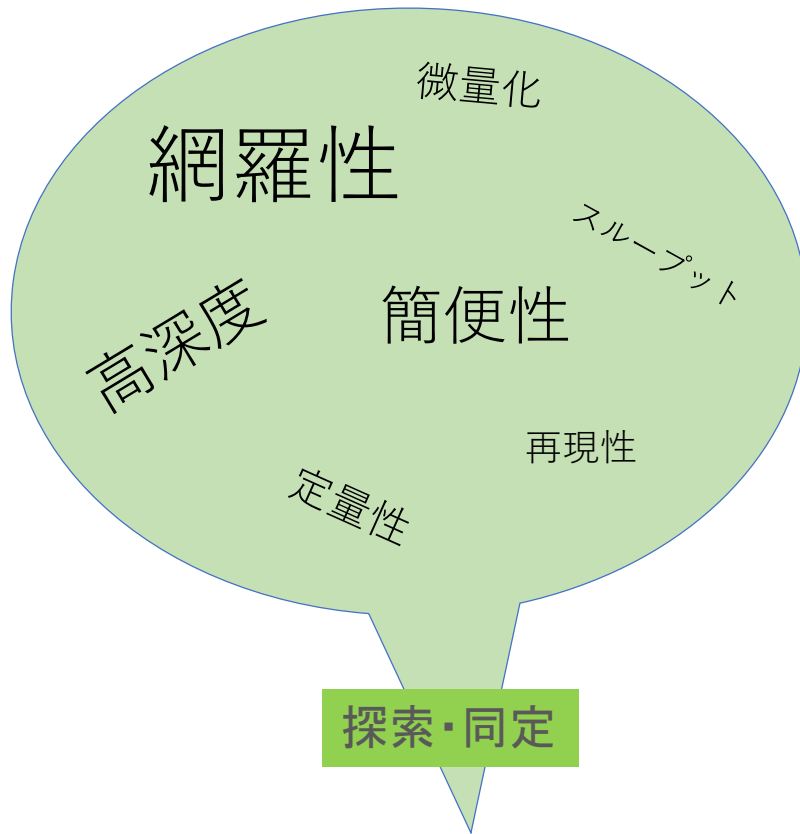 微量化
網羅性
スループット
高深度
簡便性
再現性
定量性
探索・同定